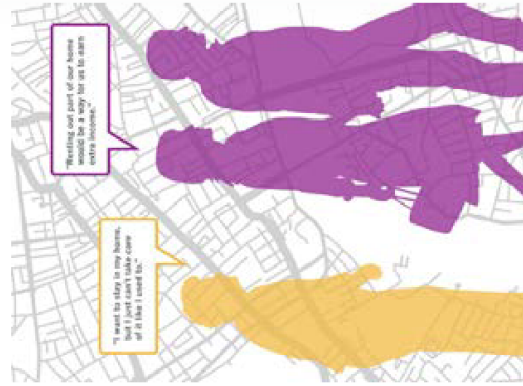 "I want to stay in my home,
but I just can't take care
of it like I used to."
"Renting out part of our home
would be a way for us to earn
extra income."